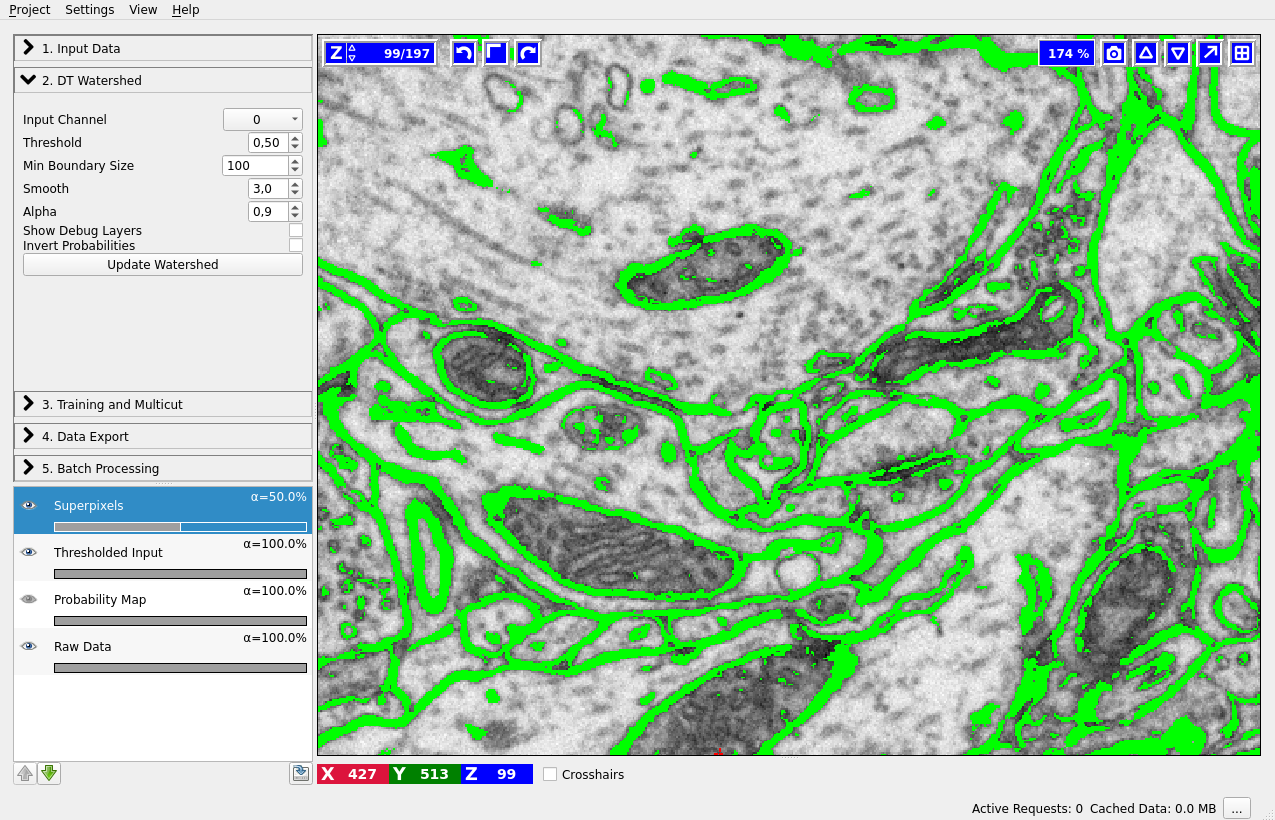 Project Settings View Help
1. Input Data
2. DT Watershed
Input Channel 0
Threshold 0,50
Min Boundary Size 100
Smooth 3,0
Alpha 0,9
Show Debug Layers
Invert Probabilities
Update Watershed
3. Training and Multicut
4. Data Export
5. Batch Processing
α=50.0%
Superpixels
α=100.0%
Thresholded Input
α=100.0%
Probability Map
α=100.0%
Raw Data
Z 99/197
174 %
X 427 Y 513 Z 99 Crosshairs
Active Requests: 0 Cached Data: 0.0 MB ...